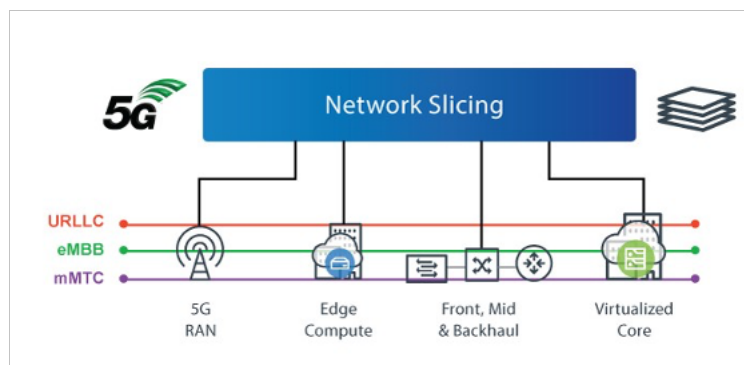 5G
Network Slicing
URLLC
eMBB
mMTC
5G
RAN
Edge
Compute
Front, Mid
& Backhaul
Virtualized
Core